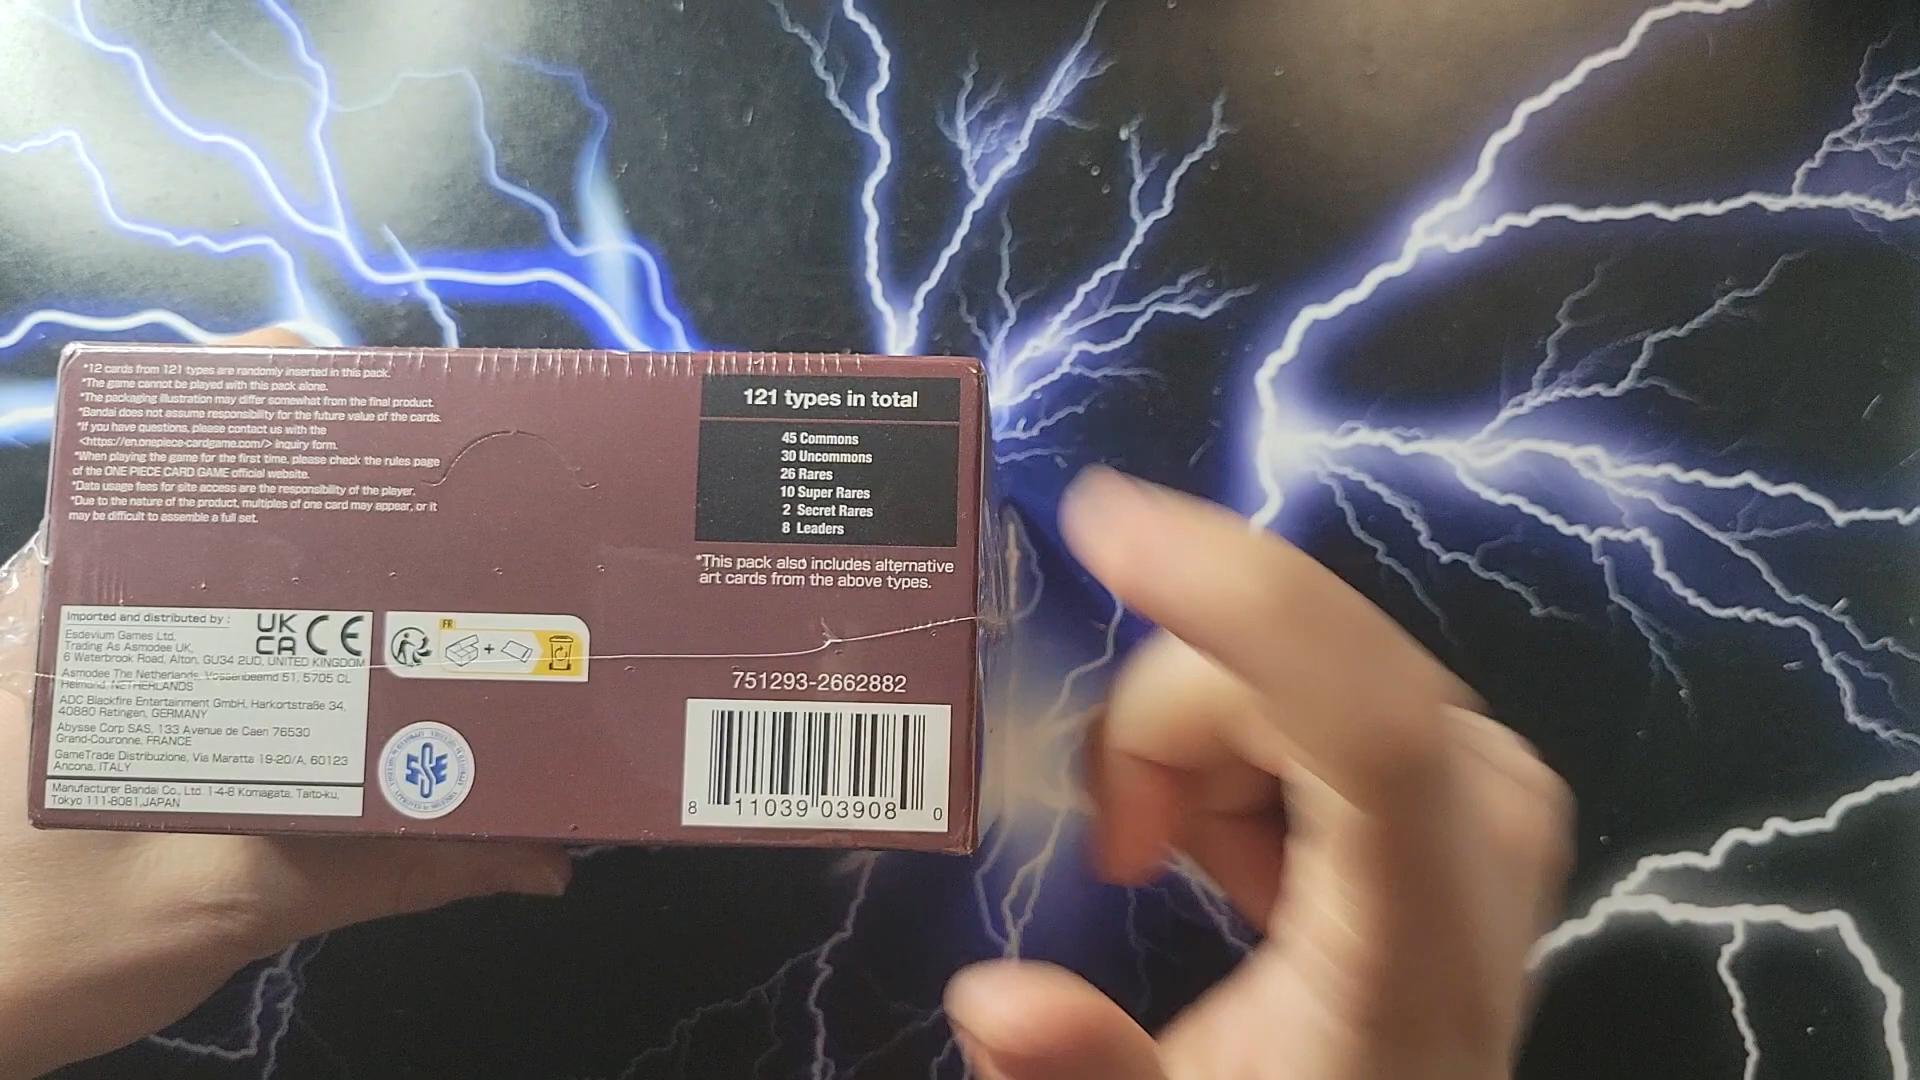 *12 cards from 121 types are randomly inserted in this pack.
*The game cannot be played with this pack alone.
*The packaging illustration may differ somewhat from the final product.
*Bandai does not assume responsibility for the future value of the cards.
*If you have questions, please contact us with the
<https://en.onepiece-cardgame.com/> inquiry form.
*When playing the game for the first time, please check the rules page
of the ONE PIECE CARD GAME official website.
*Data usage fees for site access are the responsibility of the player.
*Due to the nature of the product, multiples of one card may appear, or it
may be difficult to assemble a full set.
121 types in total
45 Commons
30 Uncommons
26 Rares
10 Super Rares
2 Secret Rares
8 Leaders
*This pack also includes alternative
art cards from the above types.
Imported and distributed by :
Esdevium Games Ltd,
Trading As Asmodee UK,
6 Waterbrook Road, Alton, GU34 2UD, UNITED KINGDOM
Asmodee The Netherlands, Vossenbeemd 51, 5705 CL
Helmond, NETHERLANDS
ADC Blackfire Entertainment GmbH, Harkortstraße 34,
40880 Ratingen, GERMANY
Abysse Corp SAS, 133 Avenue de Caen 76530
Grand-Couronne, FRANCE
GameTrade Distribuzione, Via Maratta 19-20/A, 60123
Ancona, ITALY
Manufacturer Bandai Co., Ltd. 1-4-8 Komagata, Taito-ku,
Tokyo 111-8081,JAPAN
UK
CA CE
FR
+
751293-2662882
8 11039 03908 0